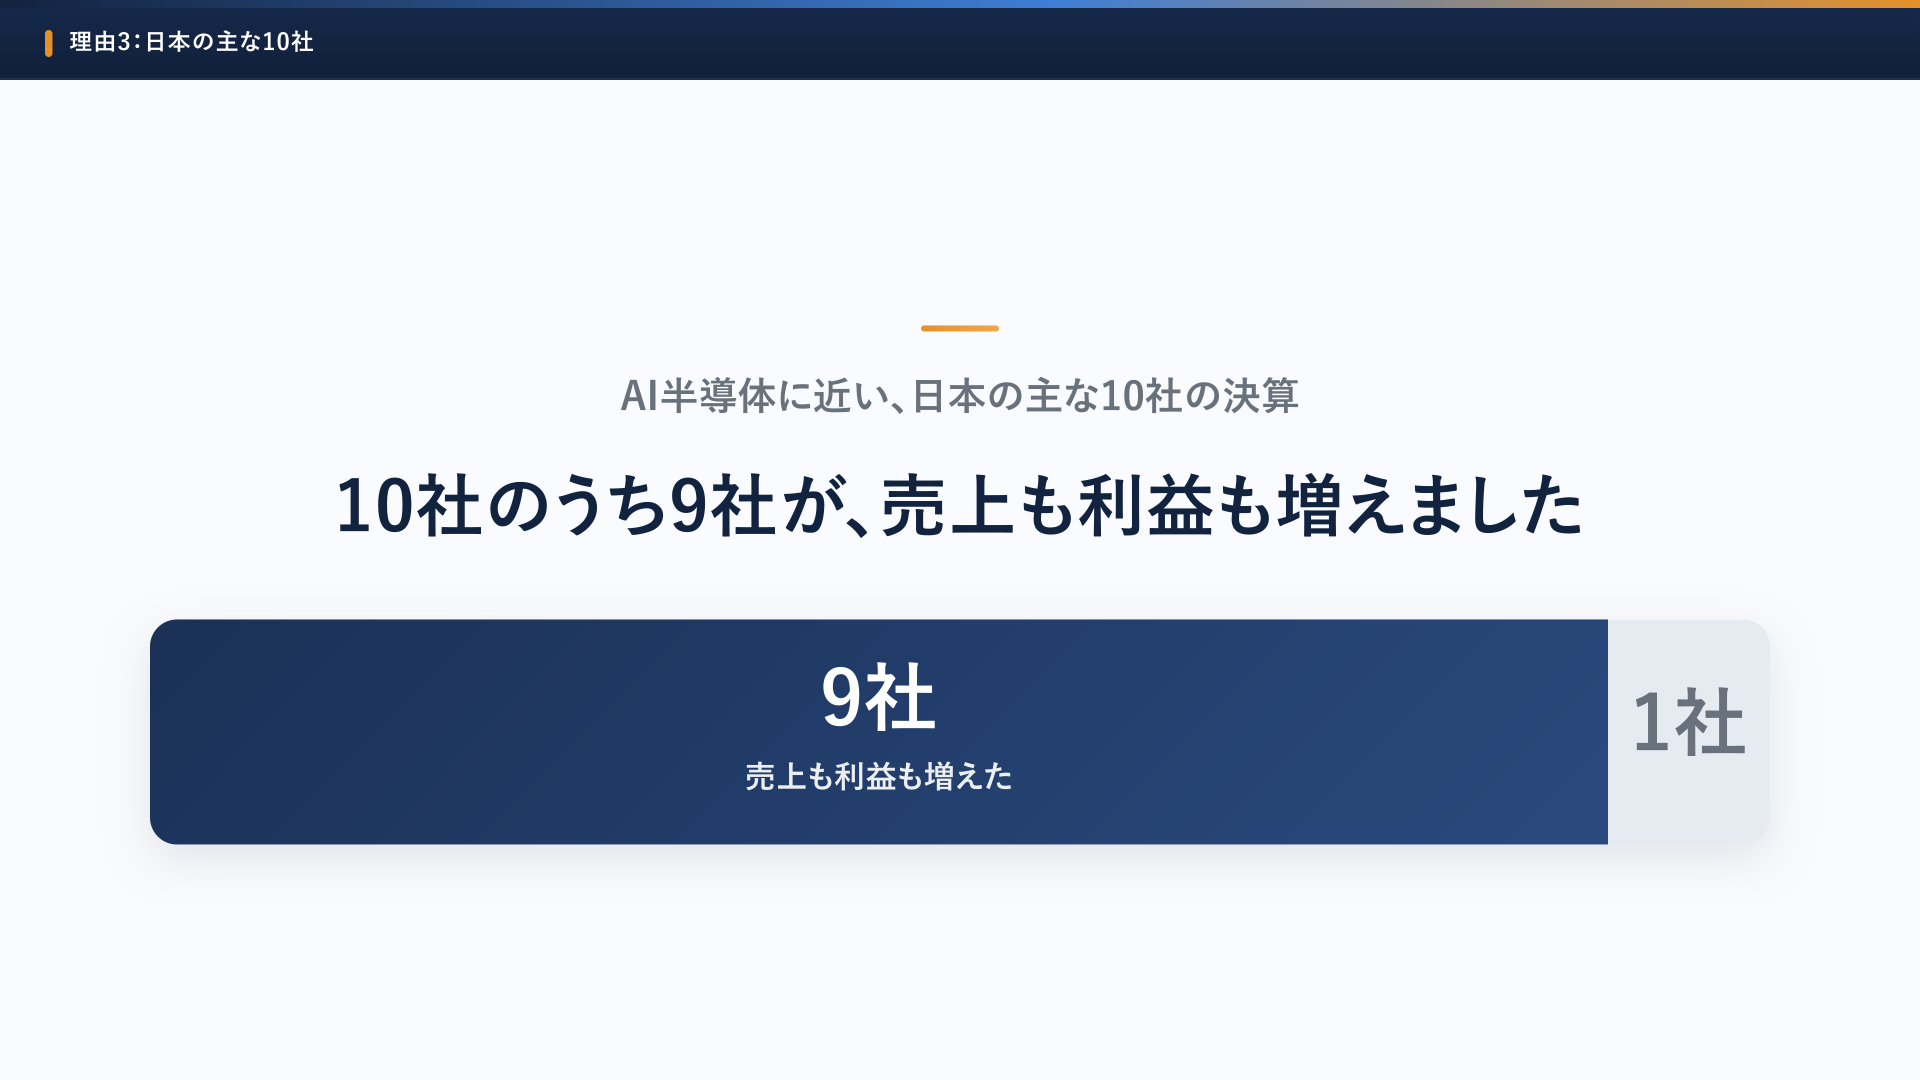 理由3：日本の主な10社
AI半導体に近い、日本の主な10社の決算
10社のうち9社が、売上も利益も増えました
9社
売上も利益も増えた
1社